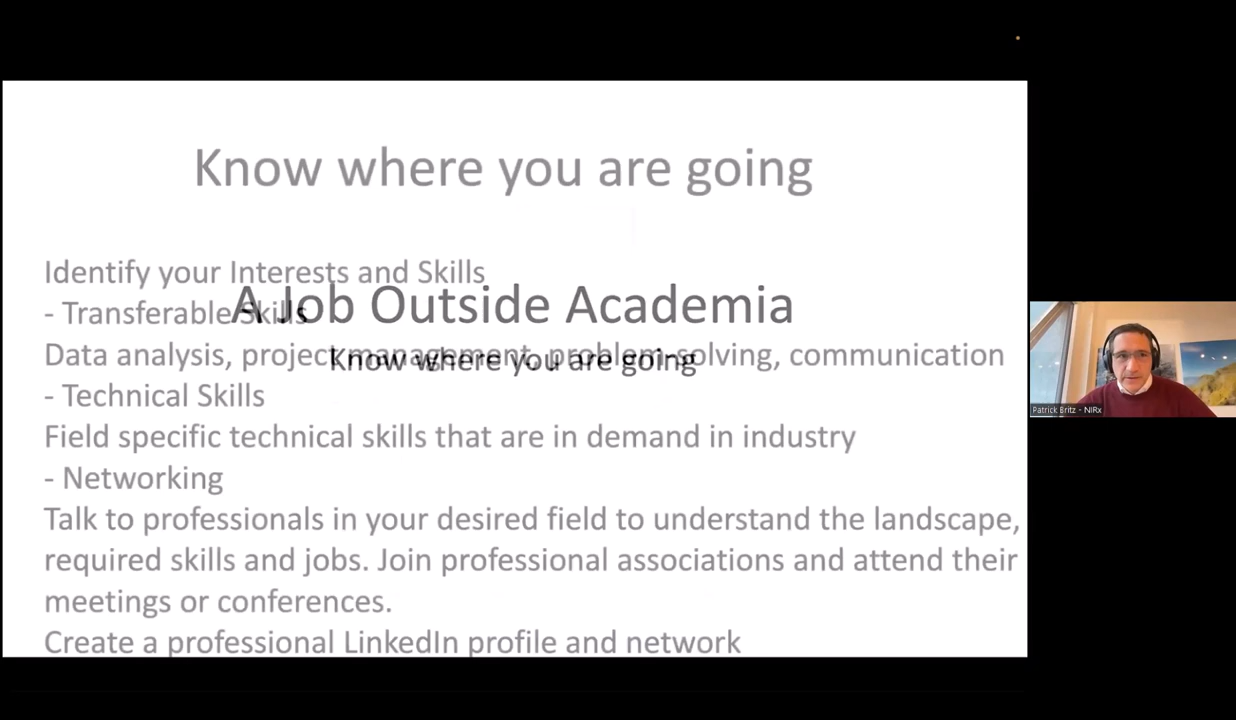 Know where you are going
Identify your Interests and Skills
A Job Outside Academia
- Transferable Skills
Know where you are going
Data analysis, project management, problem-solving, communication
- Technical Skills
Field specific technical skills that are in demand in industry
- Networking
Talk to professionals in your desired field to understand the landscape,
required skills and jobs. Join professional associations and attend their
meetings or conferences.
Create a professional LinkedIn profile and network
Patrick Britz - NIRx